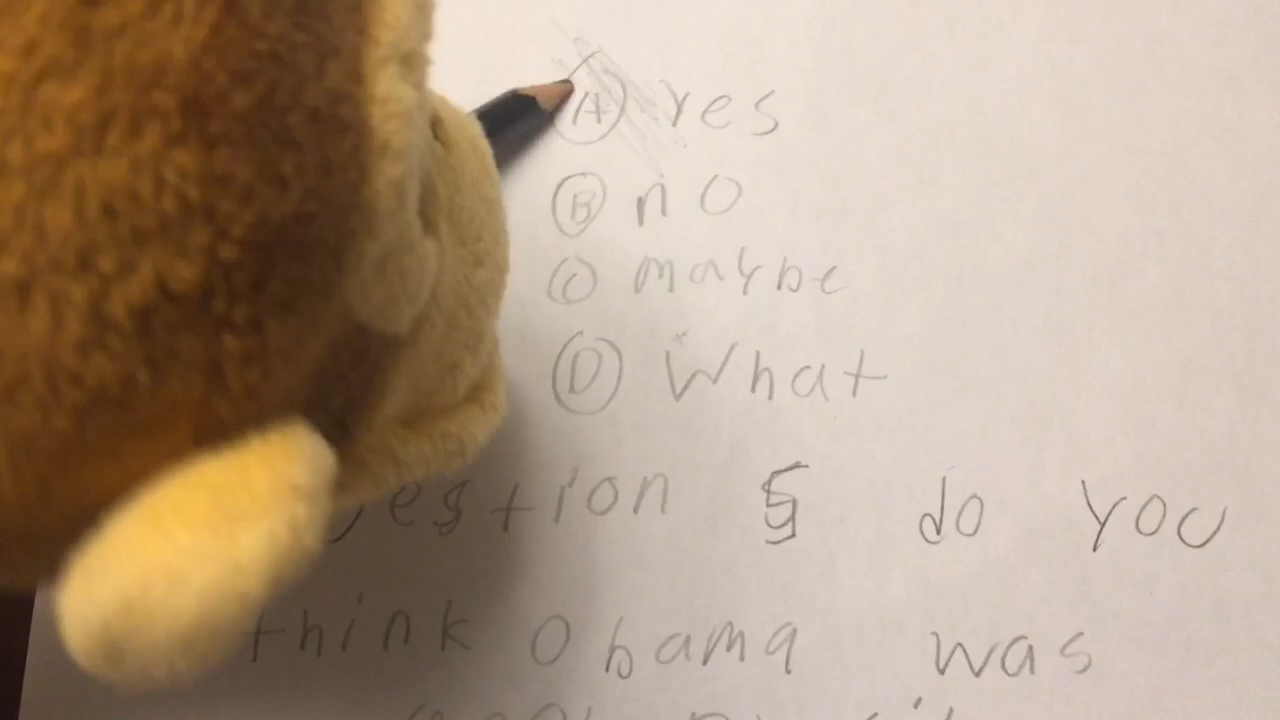 A yes
B no
C maybe
D What
estion 5 do you
think Obama was